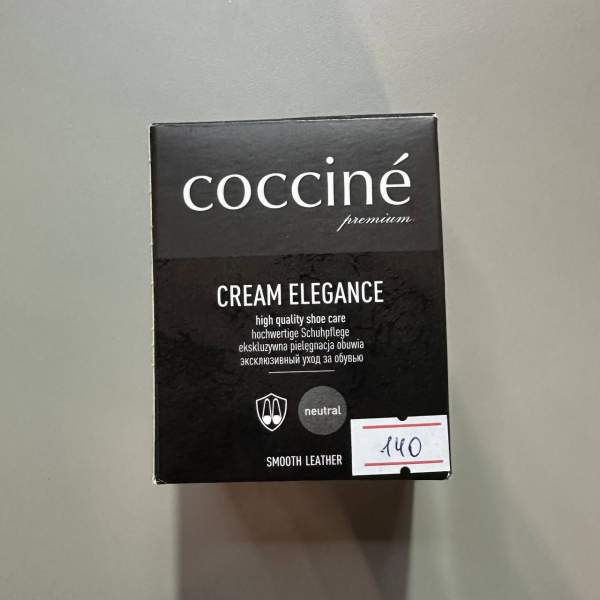 cocciné
premium
CREAM ELEGANCE
high quality shoe care
hochwertige Schuhpflege
ekskluzywna pielęgnacja obuwia
эксклюзивный уход за обувью
neutral
140
SMOOTH LEATHER